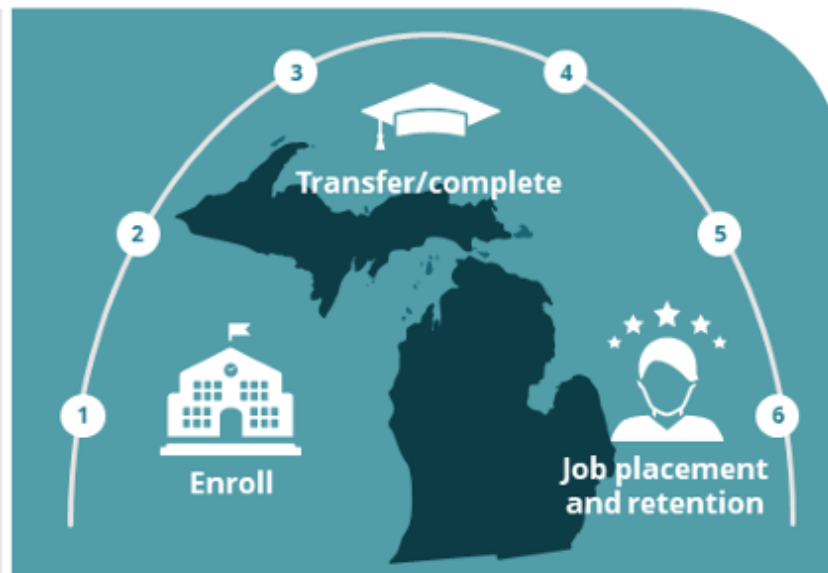 3
4
Transfer/complete
2
5
1
6
Enroll
Job placement
and retention